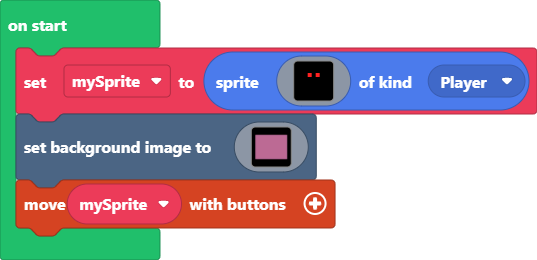 on start
set mySprite to sprite of kind Player
set background image to
move mySprite with buttons